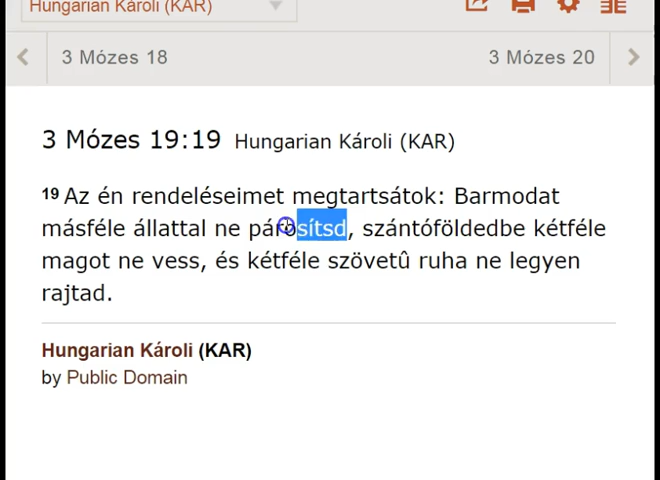 Hungarian Károli (KAR)
3 Mózes 18
3 Mózes 20
3 Mózes 19:19 Hungarian Károli (KAR)
19 Az én rendeléseimet megtartsátok: Barmodat
másféle állattal ne párosítsd, szántóföldedbe kétféle
magot ne vess, és kétféle szövetû ruha ne legyen
rajtad.
Hungarian Károli (KAR)
by Public Domain